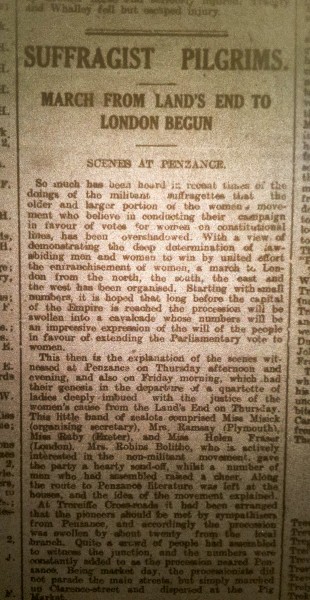 and Whalley fell but escaped injury.
SUFFRAGIST PILGRIMS.
MARCH FROM LAND'S END TO
LONDON BEGUN
SCENES AT PENZANCE.
So much has been heard in recent times of the
doings of the militant suffragettes that the
older and larger portion of the women's move-
ment who believe in conducting their campaign
in favour of votes for women on constitutional
lines, has been overshadowed. With a view of
demonstrating the deep determination of law-
abiding men and women to win by united effort
the enfranchisement of women, a march to Lon-
don from the north, the south, the east and
the west has been organised. Starting with small
numbers, it is hoped that long before the capital
of the Empire is reached the procession will be
swollen into a cavalcade whose numbers will be
an impressive expression of the will of the people
in favour of extending the Parliamentary vote to
women.
This then is the explanation of the scenes wit-
nessed at Penzance on Thursday afternoon and
evening, and also on Friday morning, which had
their genesis in the departure of a quartette of
ladies deeply imbued with the justice of the
women's cause from the Land's End on Thursday.
This little band of zealots comprised Miss Misick
(organising secretary), Mrs. Ramsay (Plymouth),
Miss Raby (Exeter), and Miss Helen Fraser
(London). Mrs. Robins Bolitho, who is actively
interested in the non-militant movement, gave
the party a hearty send-off, whilst a number of
men who had assembled raised a cheer. Along
the route to Penzance literature was left at the
houses, and the idea of the movement explained.
At Cross-roads it had been arranged
that the pioneers should be met by sympathisers
from Penzance, and accordingly the procession
was swollen by about twenty from the local
branch. Quite a crowd of people had assembled
to witness the junction, and the numbers were
constantly added to as the procession neared Pen-
zance. Being market day, the processionists did
not parade the main streets, but simply marched
to Clarence-street and dispersed at the Pig